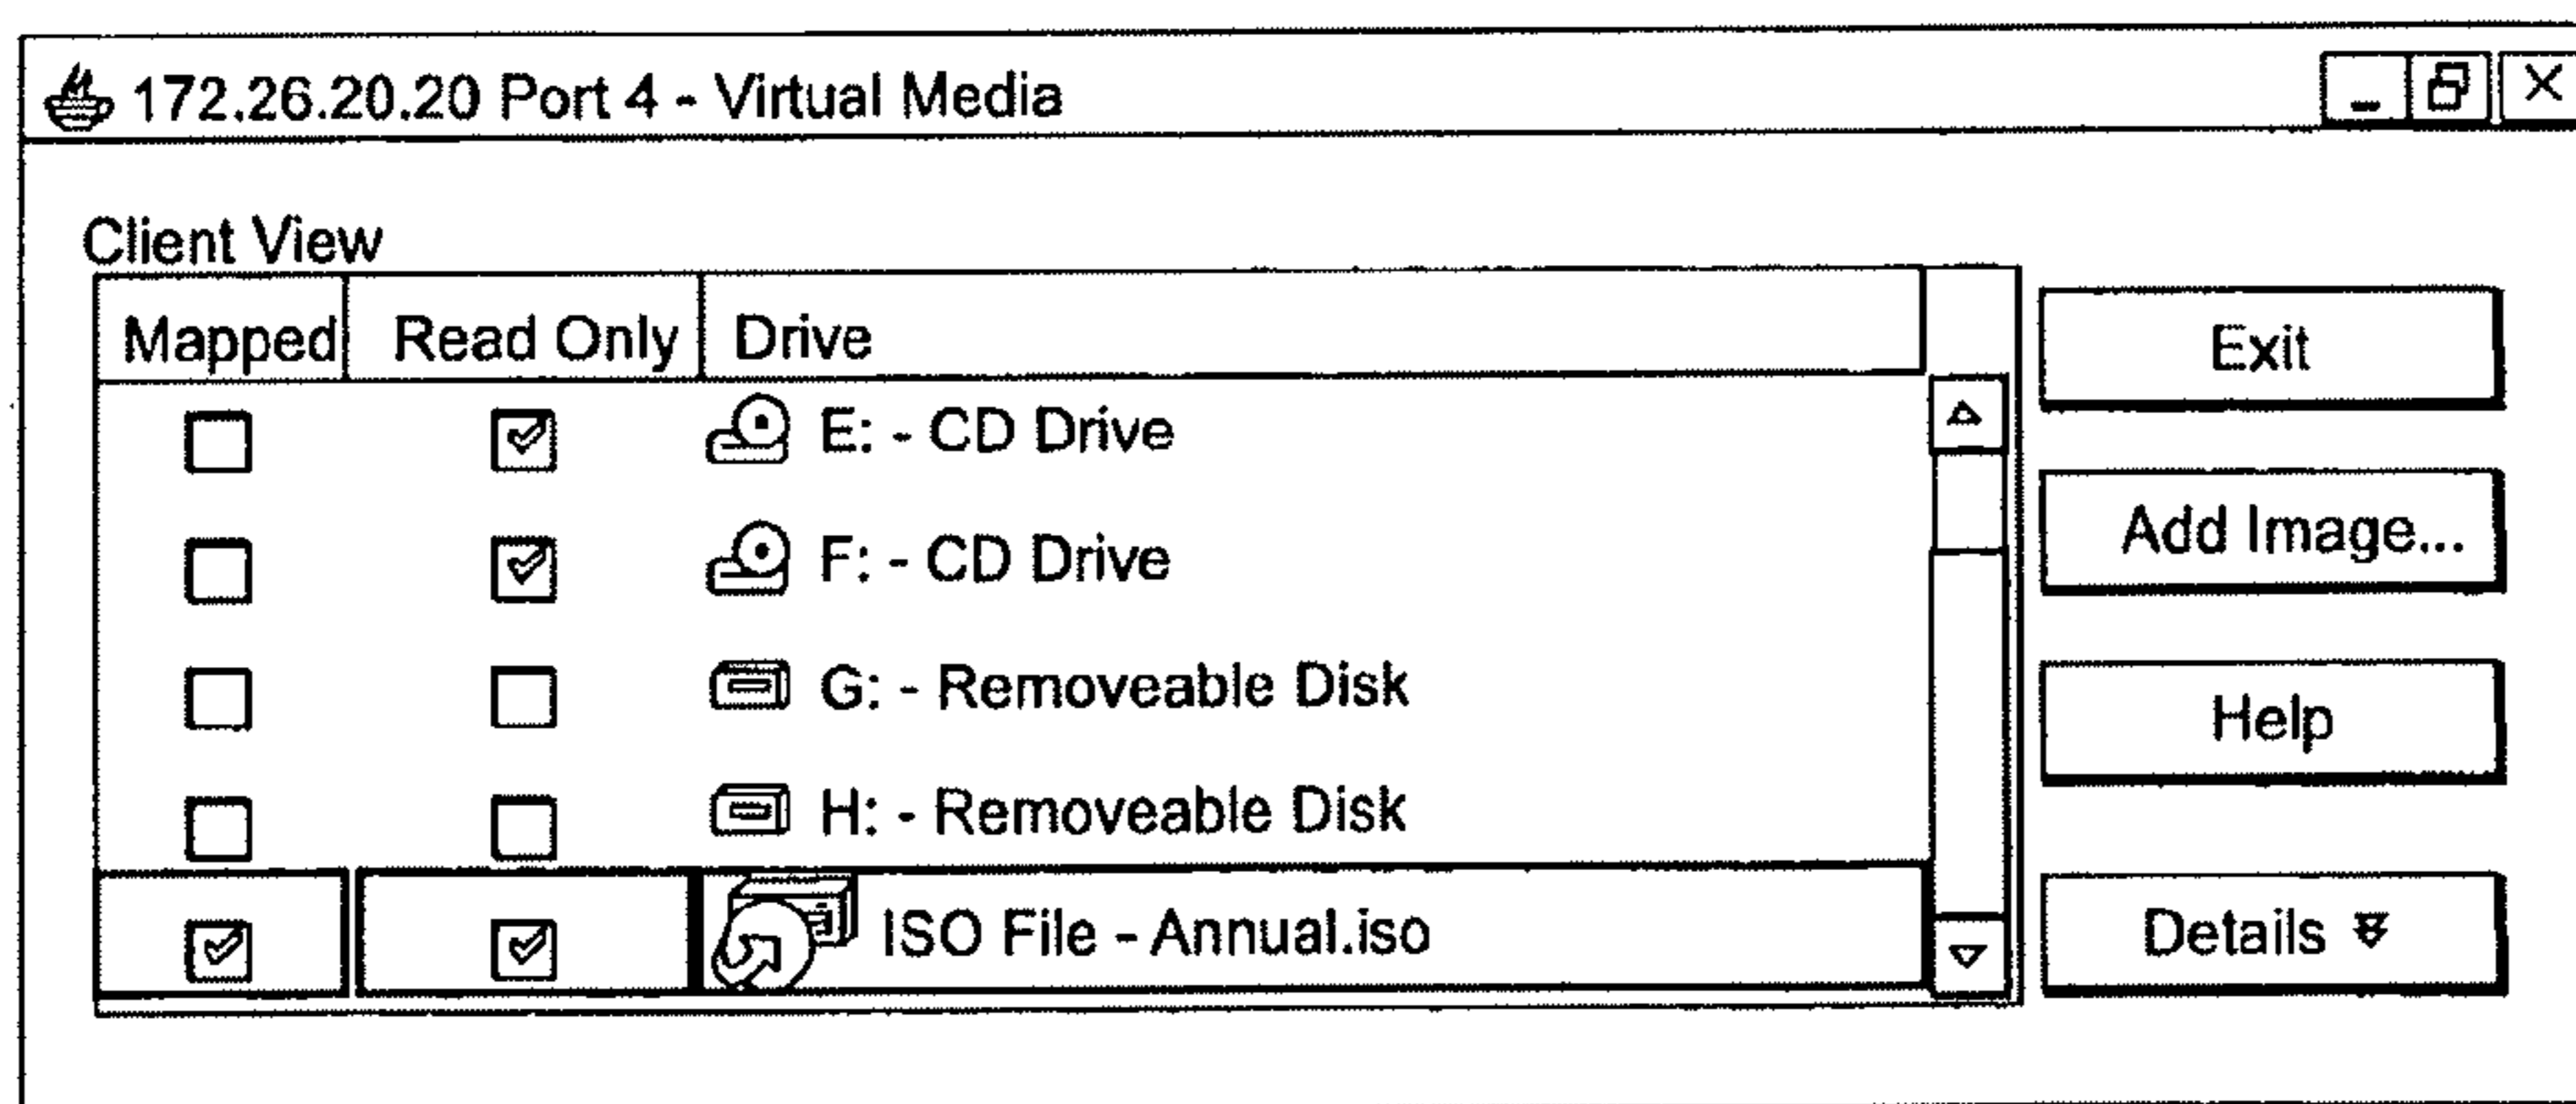 172.26.20.20 Port 4 - Virtual Media
Client View
Mapped Read Only Drive
E: - CD Drive
F: - CD Drive
G: - Removeable Disk
H: - Removeable Disk
ISO File - Annual.iso
Exit
Add Image...
Help
Details